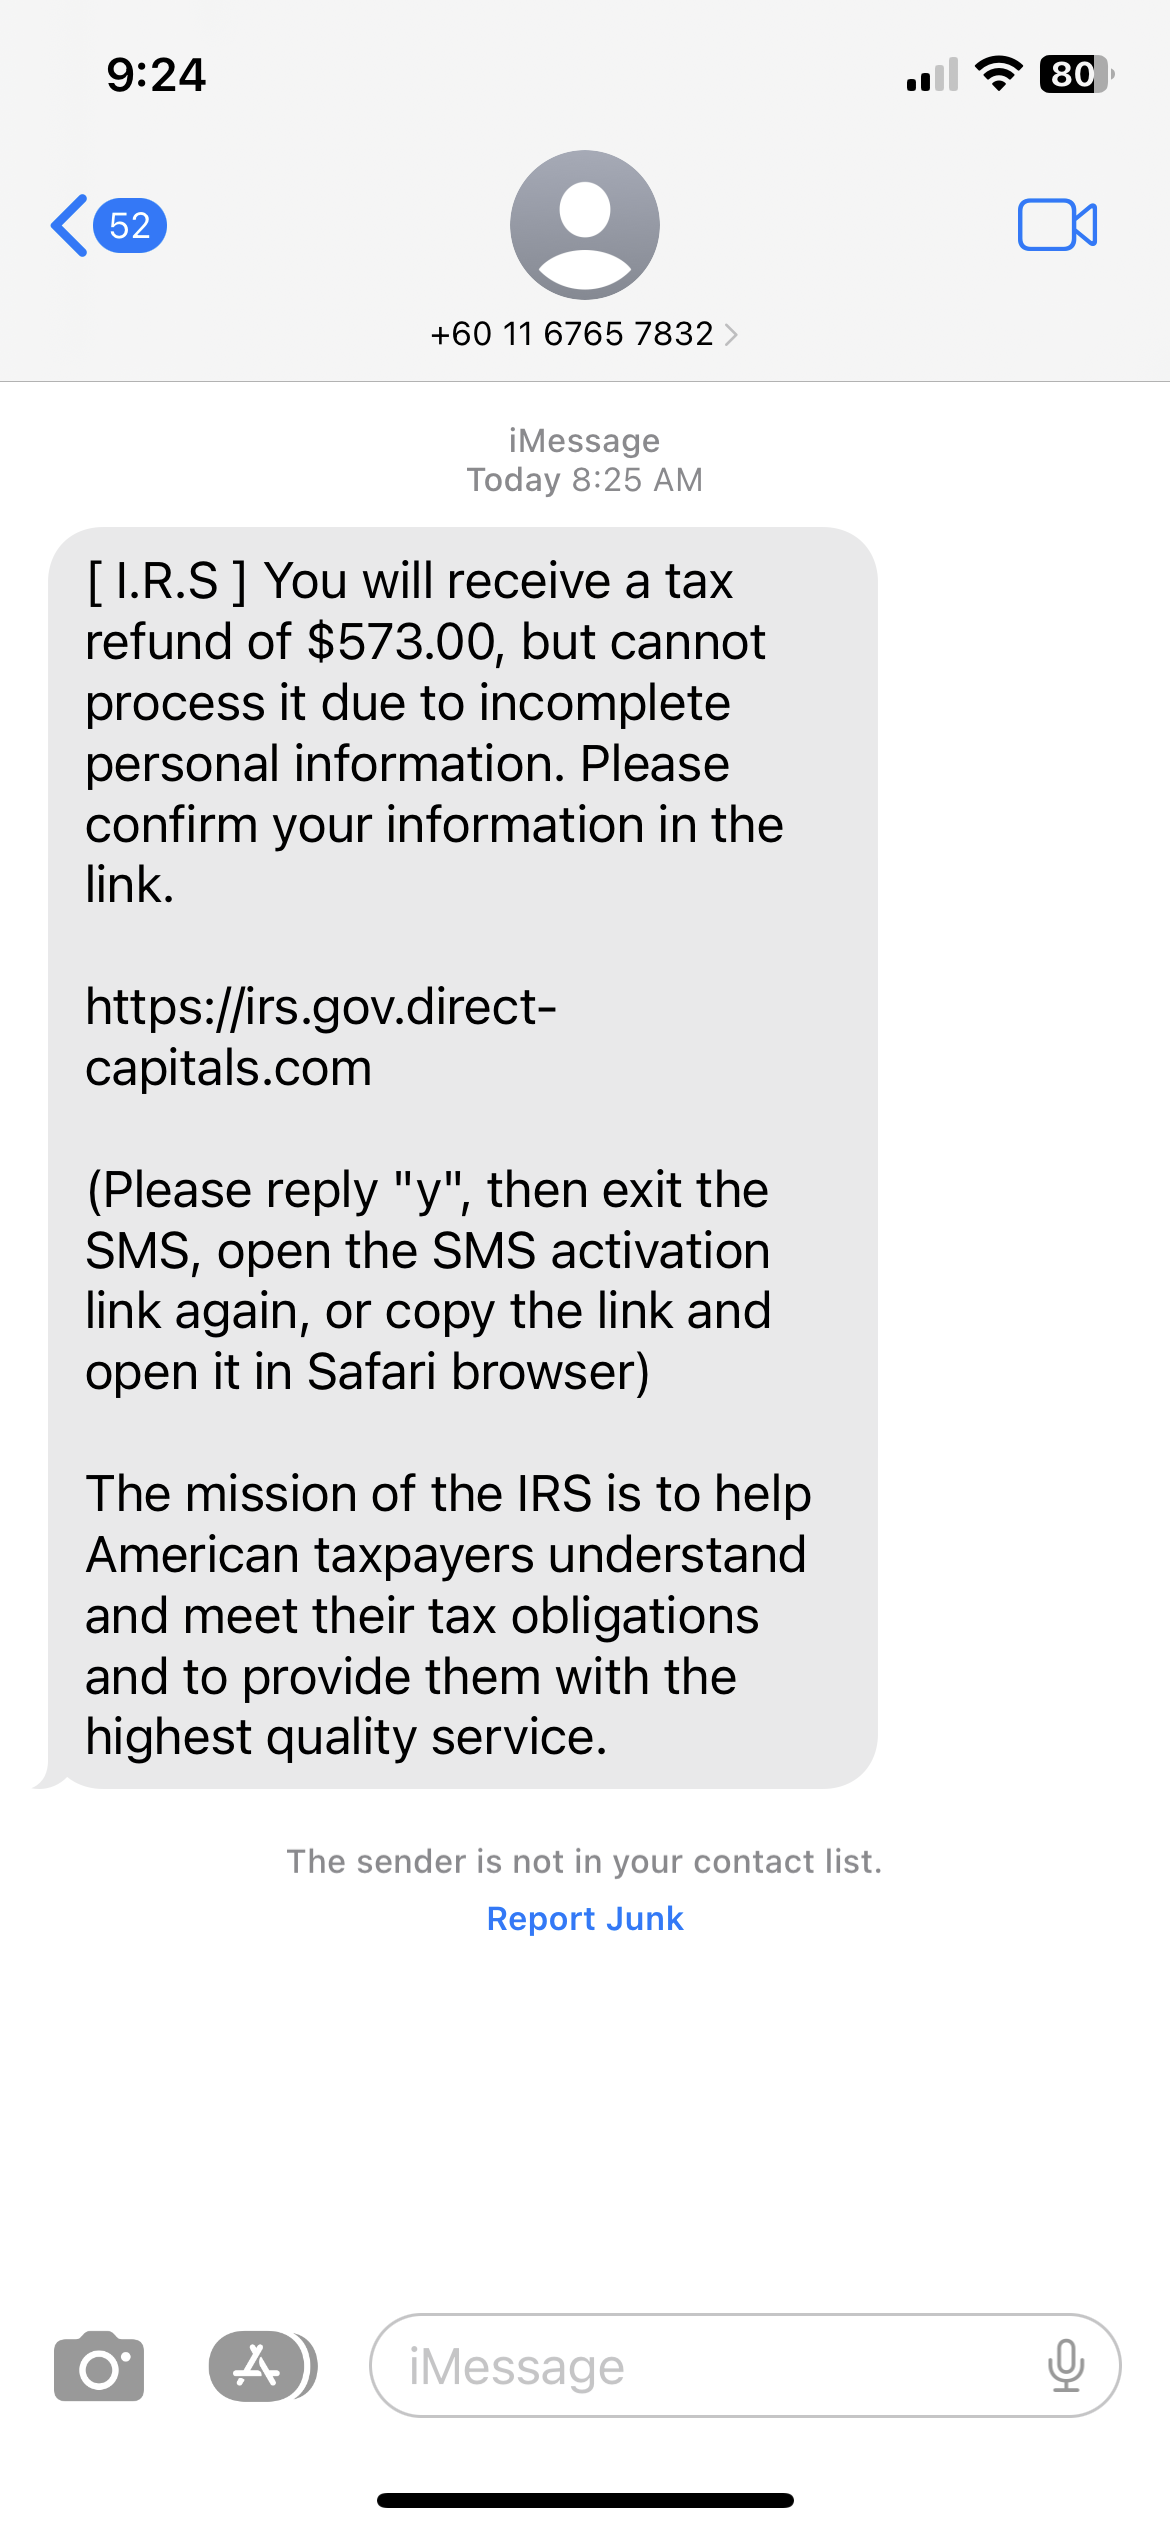 9:24
80
52
+60 11 6765 7832
iMessage
Today 8:25 AM
[ I.R.S ] You will receive a tax
refund of $573.00, but cannot
process it due to incomplete
personal information. Please
confirm your information in the
link.
https://irs.gov.direct-
capitals.com
(Please reply "y", then exit the
SMS, open the SMS activation
link again, or copy the link and
open it in Safari browser)
The mission of the IRS is to help
American taxpayers understand
and meet their tax obligations
and to provide them with the
highest quality service.
The sender is not in your contact list.
Report Junk
iMessage